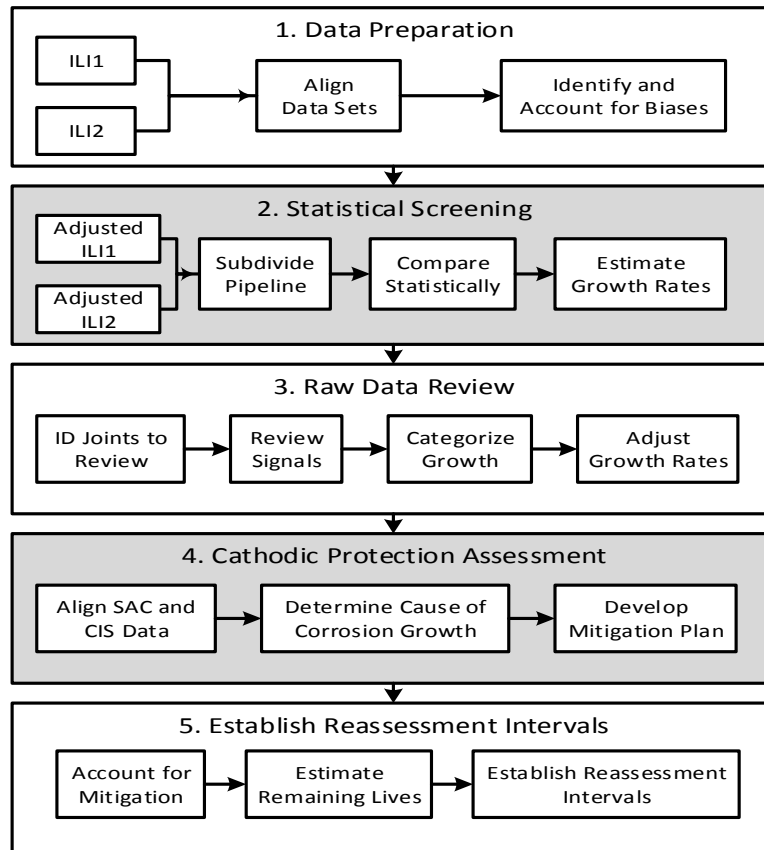 1. Data Preparation
ILI1
ILI2
Align
Data Sets
Identify and
Account for Biases
2. Statistical Screening
Adjusted
ILI1
Adjusted
ILI2
Subdivide
Pipeline
Compare
Statistically
Estimate
Growth Rates
3. Raw Data Review
ID Joints to
Review
Review
Signals
Categorize
Growth
Adjust
Growth Rates
4. Cathodic Protection Assessment
Align SAC and
CIS Data
Determine Cause of
Corrosion Growth
Develop
Mitigation Plan
5. Establish Reassessment Intervals
Account for
Mitigation
Estimate
Remaining Lives
Establish Reassessment
Intervals